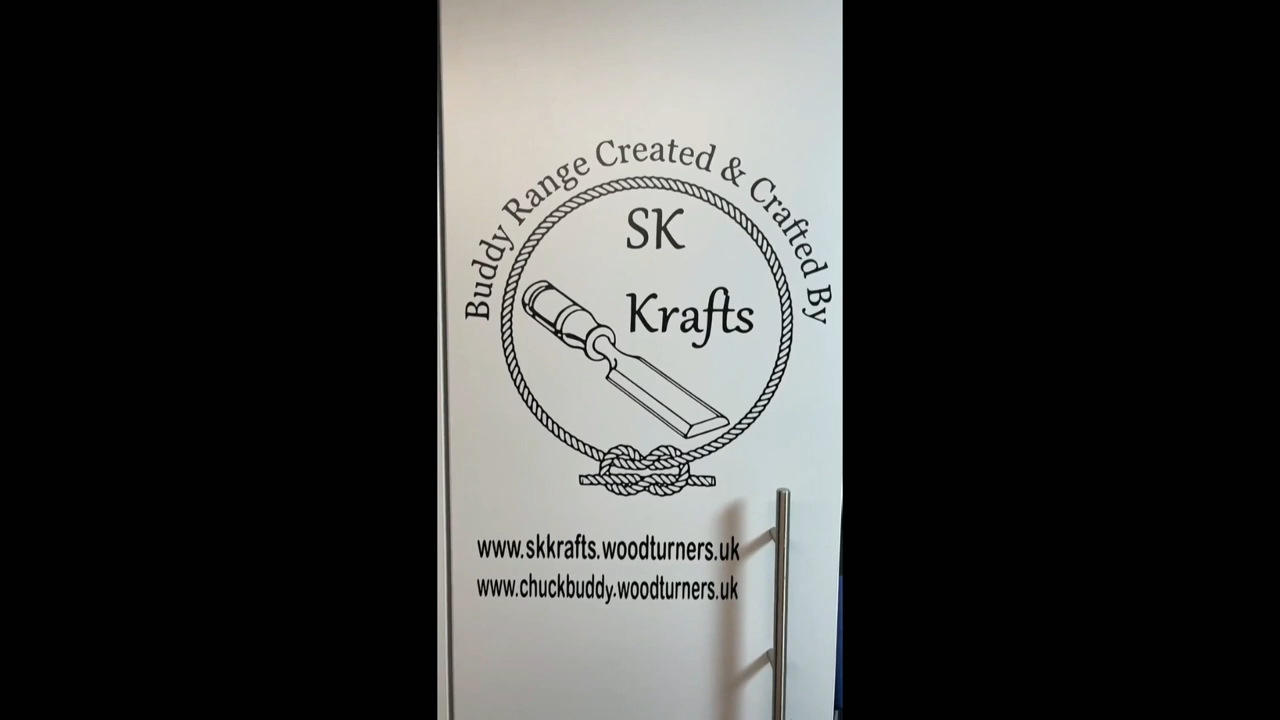 Buddy Range Created & Crafted By
SK
Krafts
www.skkrafts.woodturners.uk
www.chuckbuddy.woodturners.uk